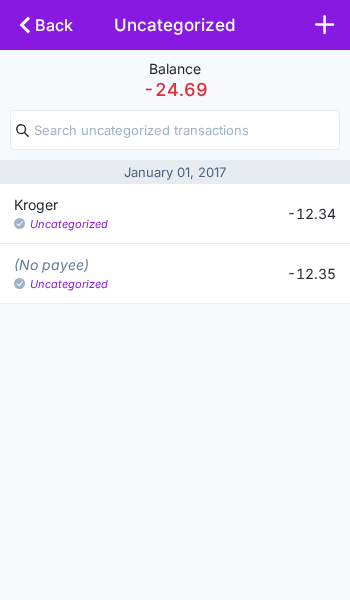 Back
Uncategorized
Balance
-24.69
Search uncategorized transactions
January 01, 2017
Kroger
-12.34
Uncategorized
(No payee)
-12.35
Uncategorized